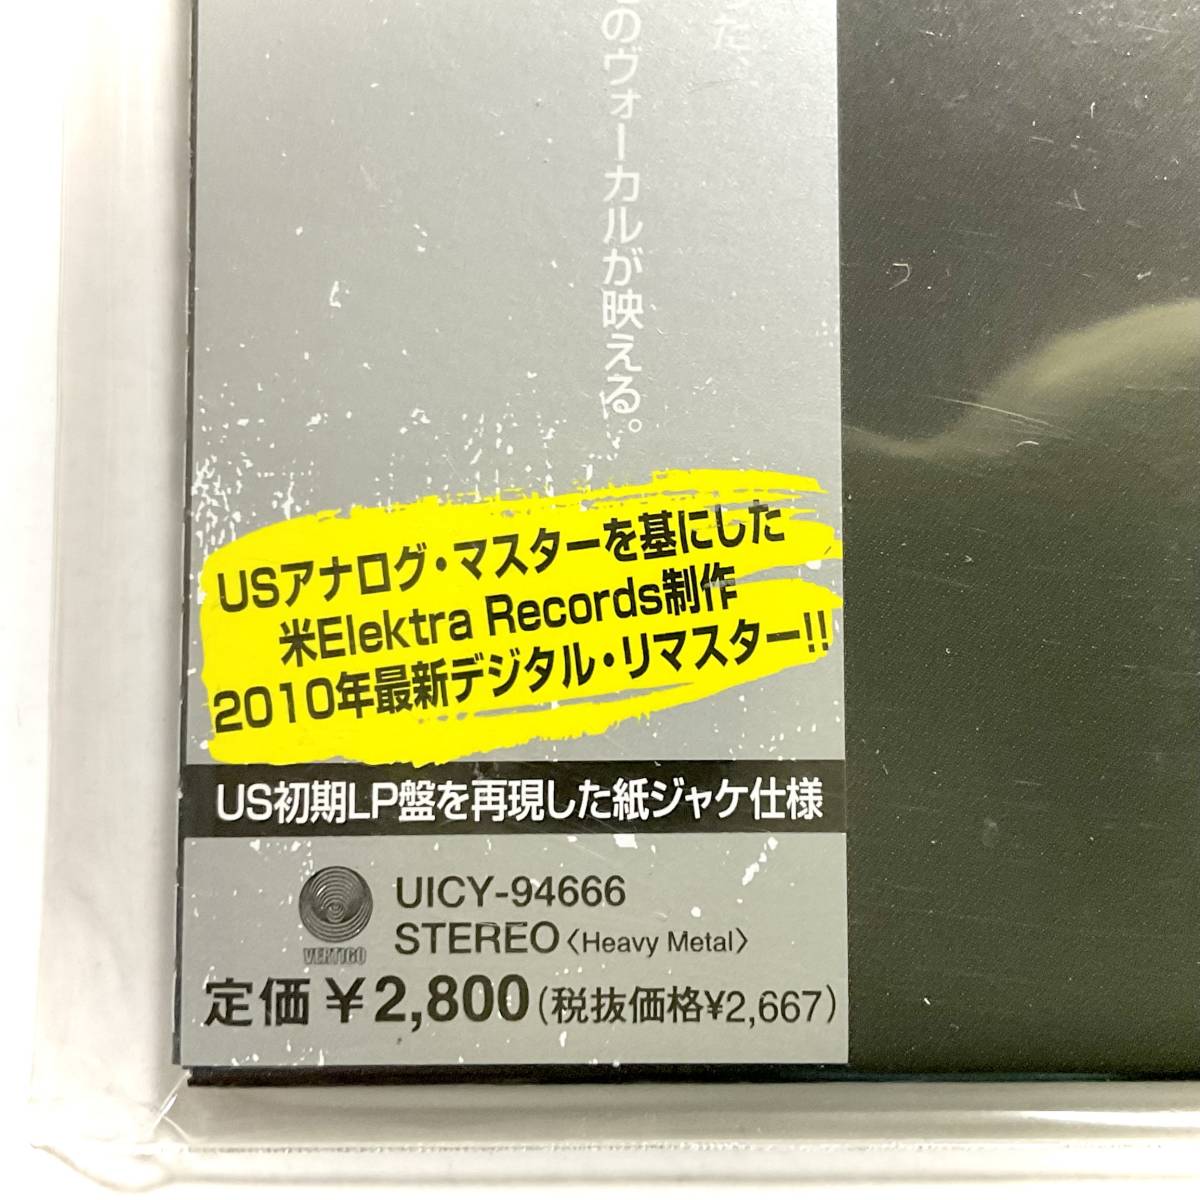 った、
のヴォーカルが映える。
USアナログ・マスターを基にした
米Elektra Records制作
2010年最新デジタル・リマスター!!
US初期LP盤を再現した紙ジャケ仕様
VERTIGO
UICY-94666
STEREO〈Heavy Metal〉
定価￥2,800(税抜価格¥2,667)